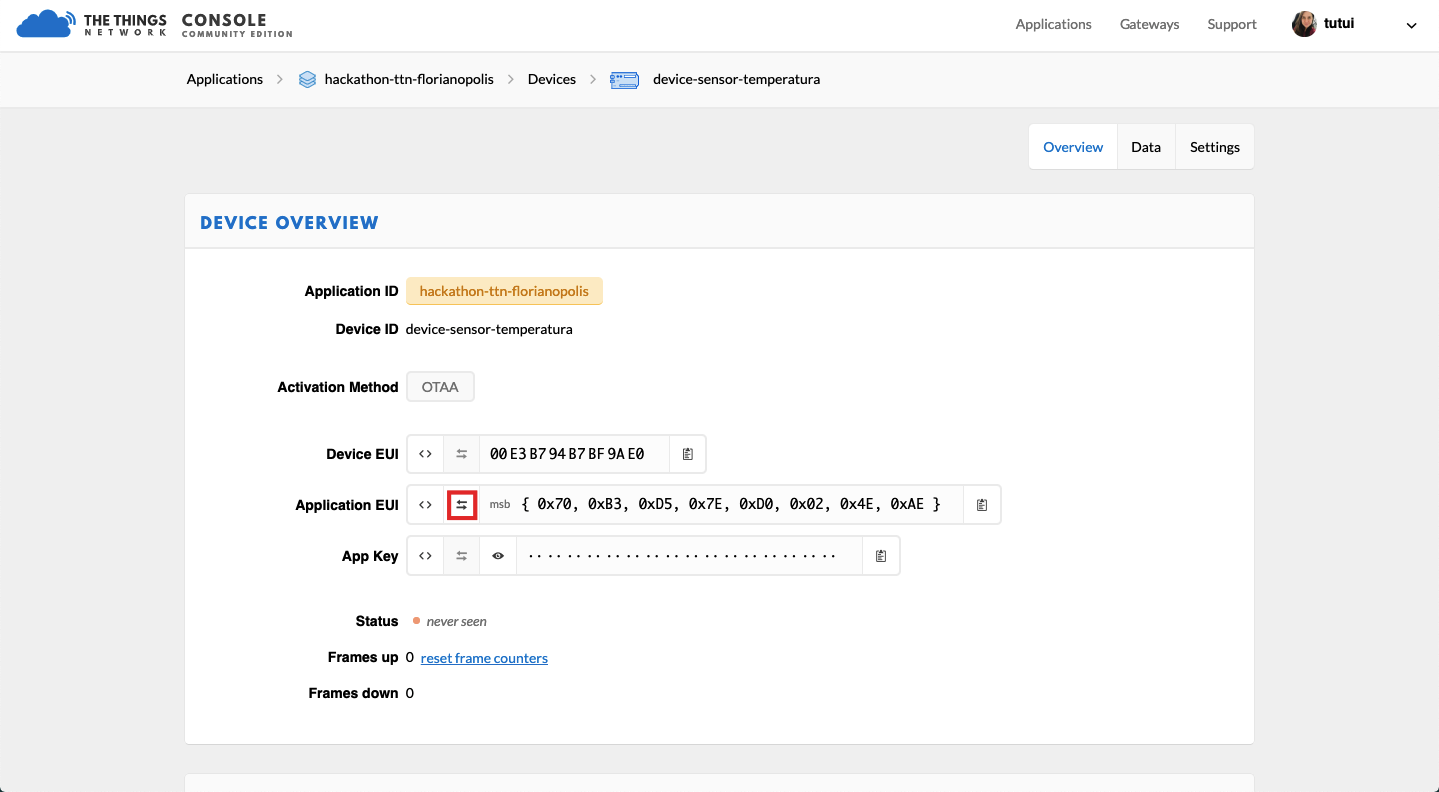 THE THINGS NETWORK CONSOLE COMMUNITY EDITION Applications Gateways Support tutui
Applications > hackathon-ttn-florianopolis > Devices > device-sensor-temperatura
Overview Data Settings
DEVICE OVERVIEW
Application ID hackathon-ttn-florianopolis
Device ID device-sensor-temperatura
Activation Method OTAA
Device EUI <> 00 E3 B7 94 B7 BF 9A E0
Application EUI <> msb { 0x70, 0xB3, 0xD5, 0x7E, 0xD0, 0x02, 0x4E, 0xAE }
App Key <>
Status never seen
Frames up 0 reset frame counters
Frames down 0